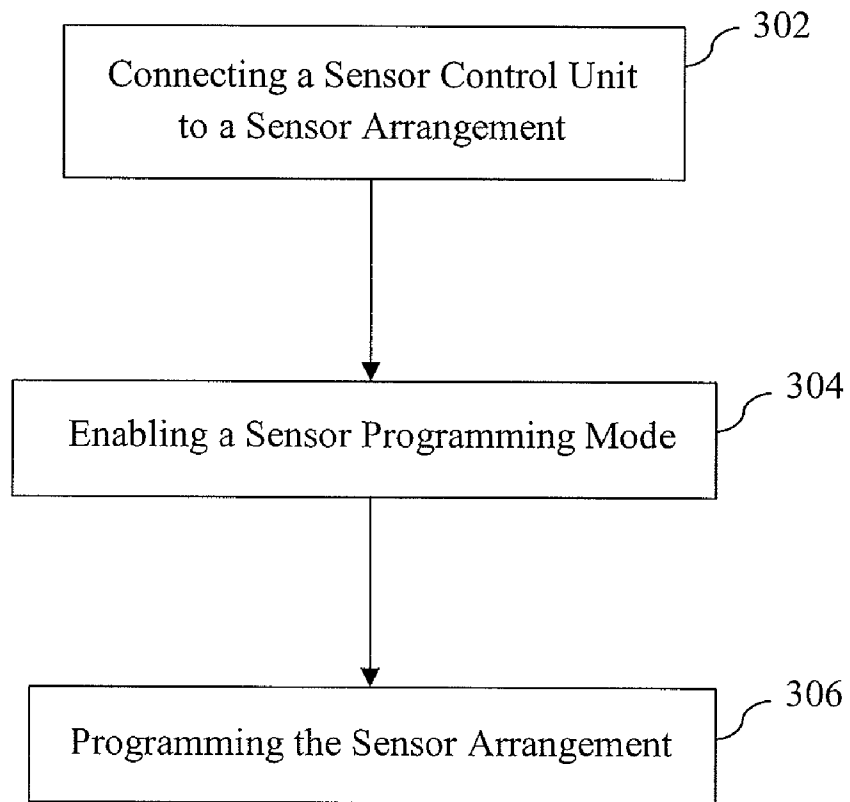 302
Connecting a Sensor Control Unit
to a Sensor Arrangement
304
Enabling a Sensor Programming Mode
306
Programming the Sensor Arrangement